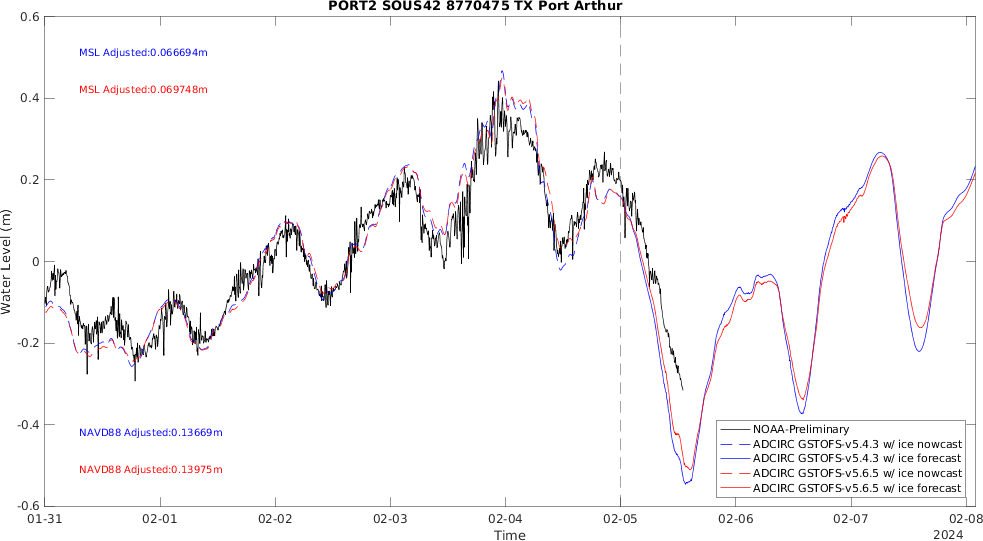 PORT2 SOUS42 8770475 TX Port Arthur
0.6
0.4
0.2
0
-0.2
-0.4
-0.6
Water Level (m)
MSL Adjusted:0.066694m
MSL Adjusted:0.069748m
NAVD88 Adjusted:0.13669m
NAVD88 Adjusted:0.13975m
NOAA-Preliminary
ADCIRC GSTOFS-v5.4.3 w/ ice nowcast
ADCIRC GSTOFS-v5.4.3 w/ ice forecast
ADCIRC GSTOFS-v5.6.5 w/ ice nowcast
ADCIRC GSTOFS-v5.6.5 w/ ice forecast
01-31 02-01 02-02 02-03 02-04 02-05 02-06 02-07 02-08
Time
2024